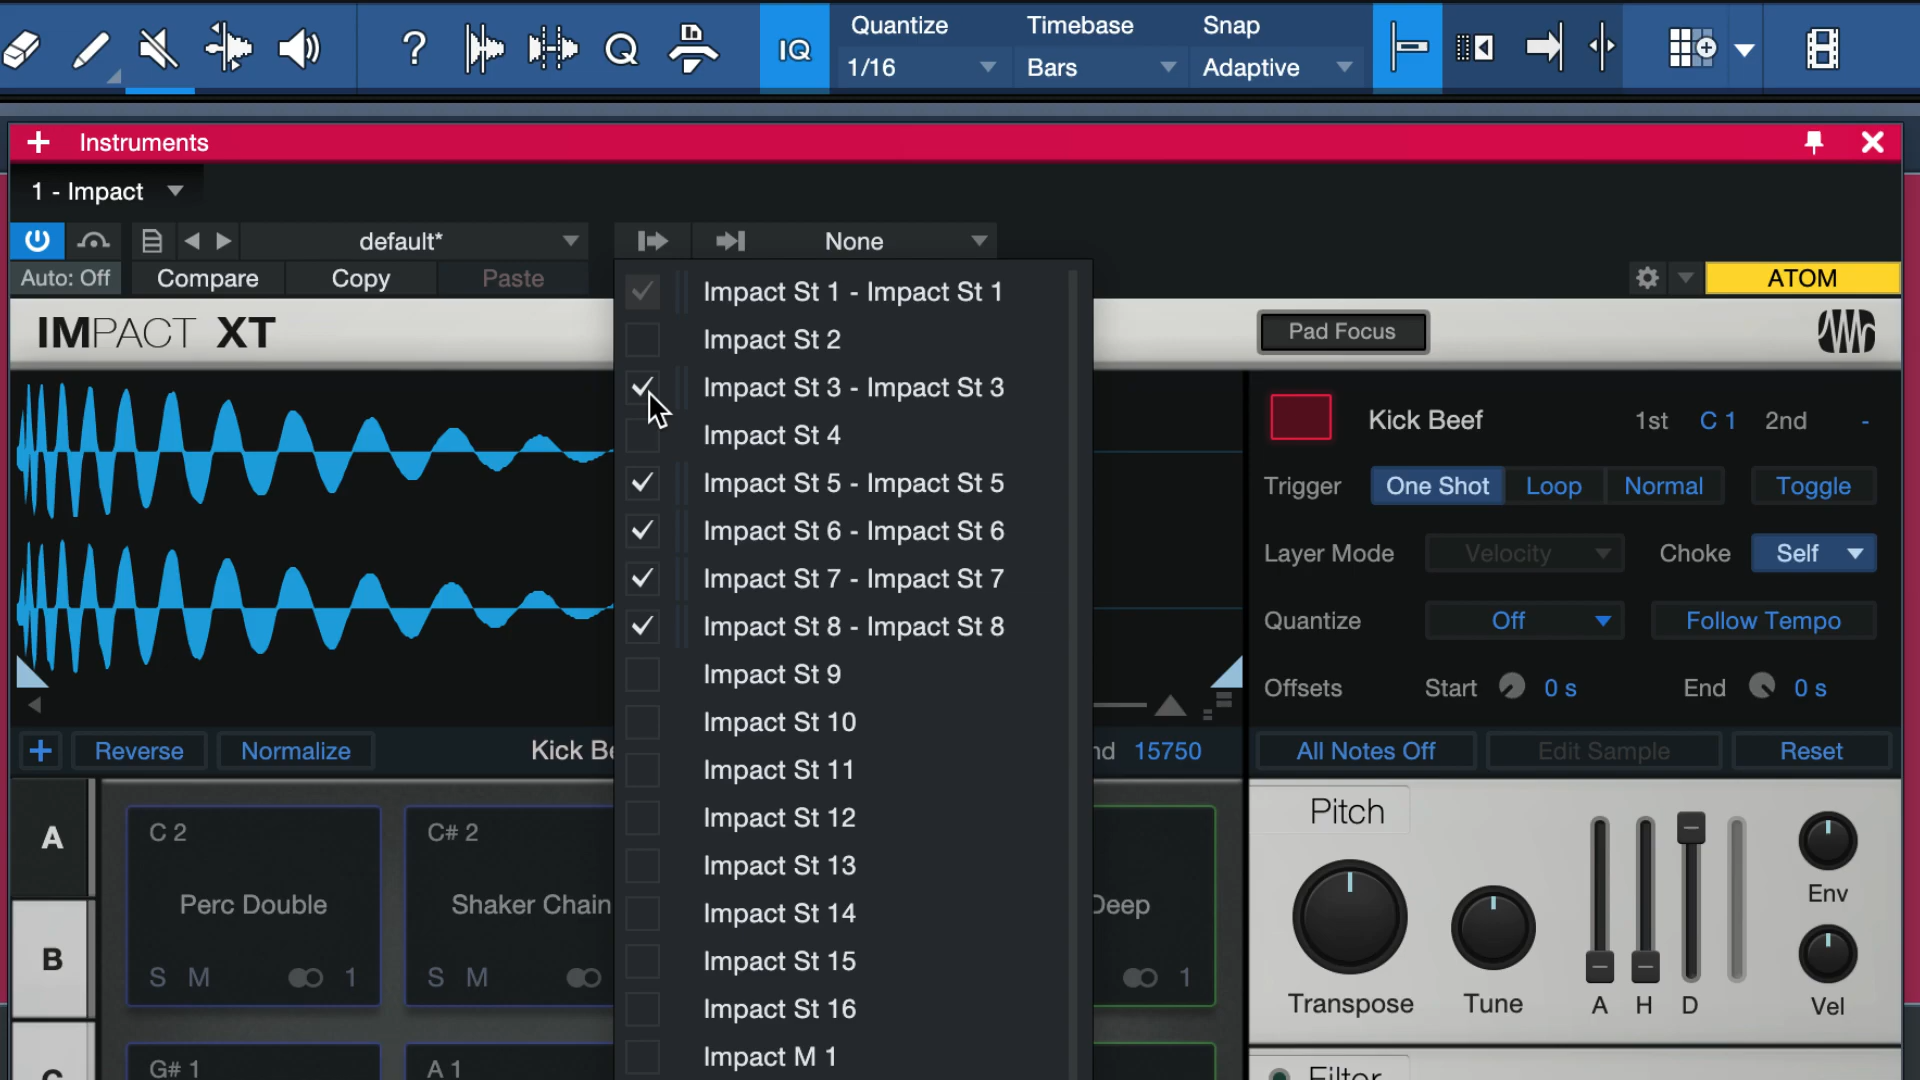 ?
Q
IQ
Quantize
1/16
Timebase
Bars
Snap
Adaptive
Instruments
1 - Impact
default*
None
Auto: Off
Compare
Copy
Paste
ATOM
IMPACT XT
Pad Focus
Impact St 1 - Impact St 1
Impact St 2
Impact St 3 - Impact St 3
Impact St 4
Impact St 5 - Impact St 5
Impact St 6 - Impact St 6
Impact St 7 - Impact St 7
Impact St 8 - Impact St 8
Impact St 9
Impact St 10
Impact St 11
Impact St 12
Impact St 13
Impact St 14
Impact St 15
Impact St 16
Impact M 1
Kick Beef
1st C 1 2nd -
Trigger One Shot Loop Normal Toggle
Layer Mode Velocity Choke Self
Quantize Off Follow Tempo
Offsets Start 0 s End 0 s
Reverse
Normalize
15750
All Notes Off
Edit Sample
Reset
A
B
C 2
Perc Double
S M 1
C# 2
Shaker Chain
S M
Deep
1
G# 1
A 1
Pitch
Transpose
Tune
A H D
Env
Vel
Filter